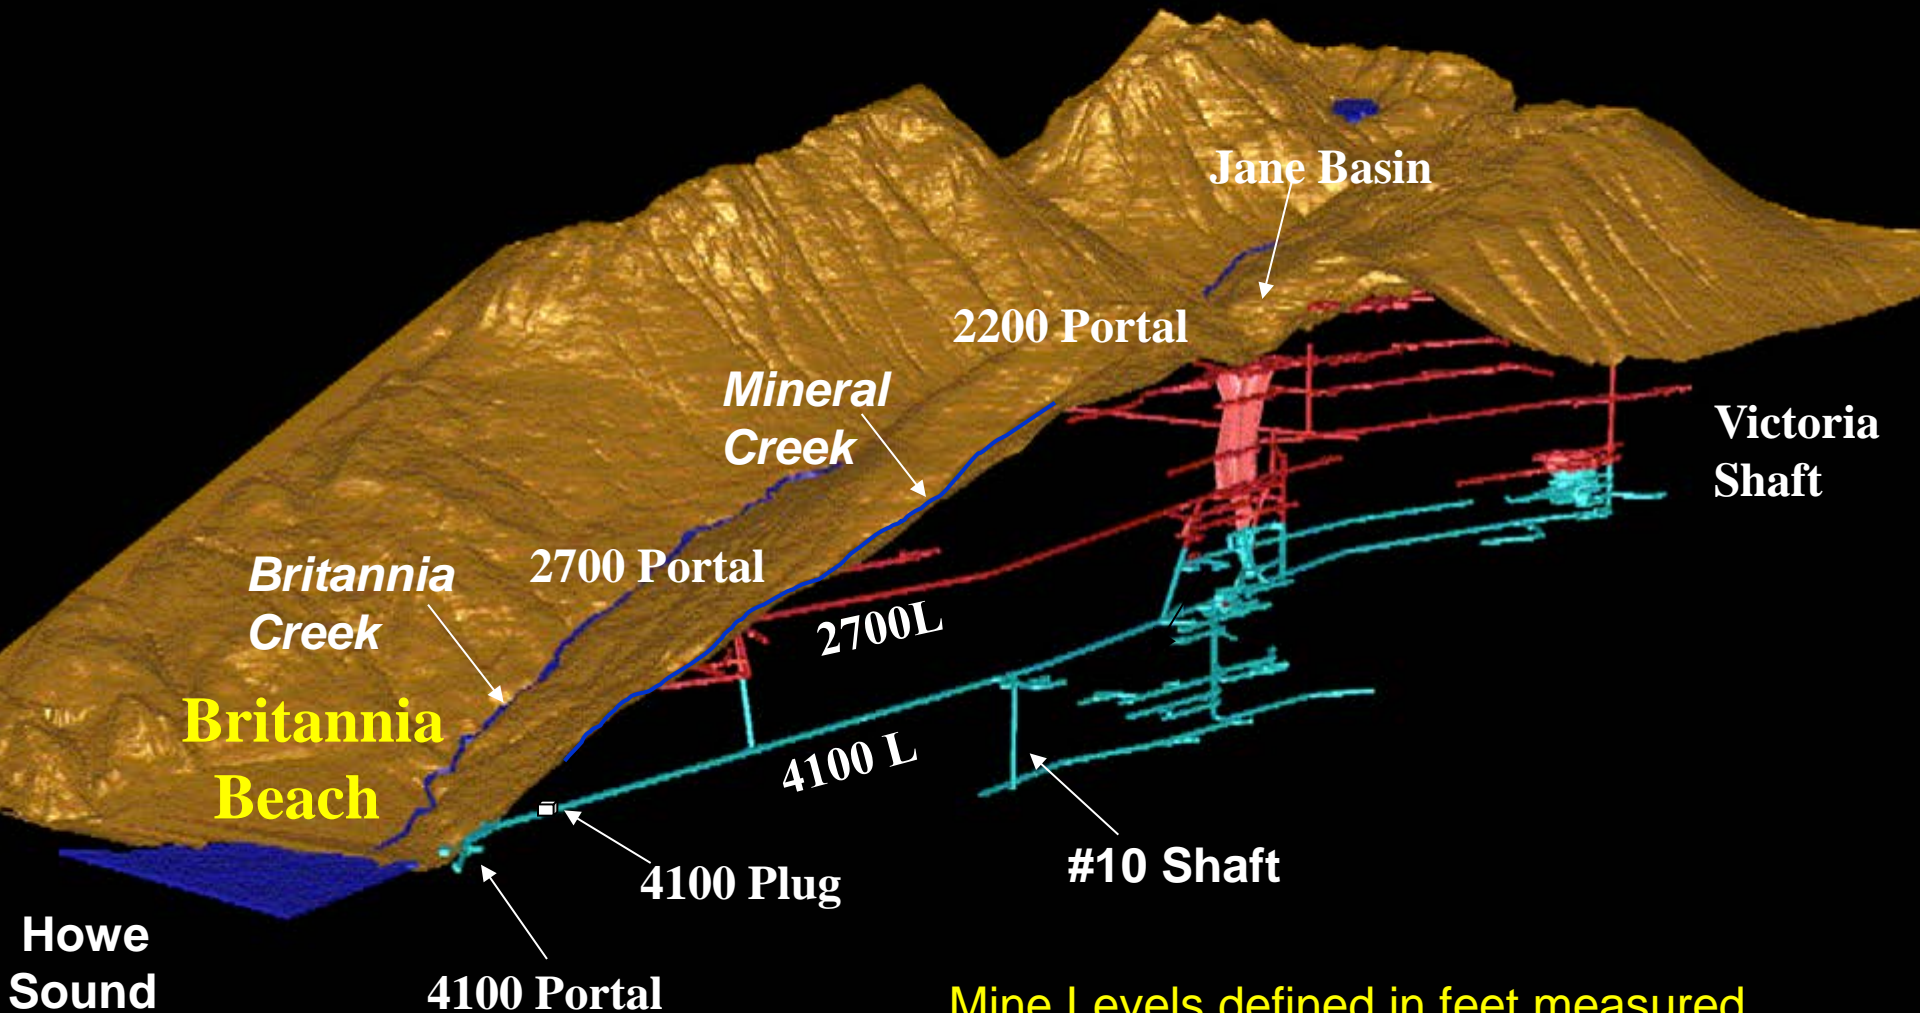 Jane Basin
2200 Portal
Mineral
Creek
Victoria
Shaft
Britannia
Creek
2700 Portal
2700L
Britannia
Beach
4100 L
4100 Plug
#10 Shaft
Howe
Sound
4100 Portal
Mine Levels defined in feet measured